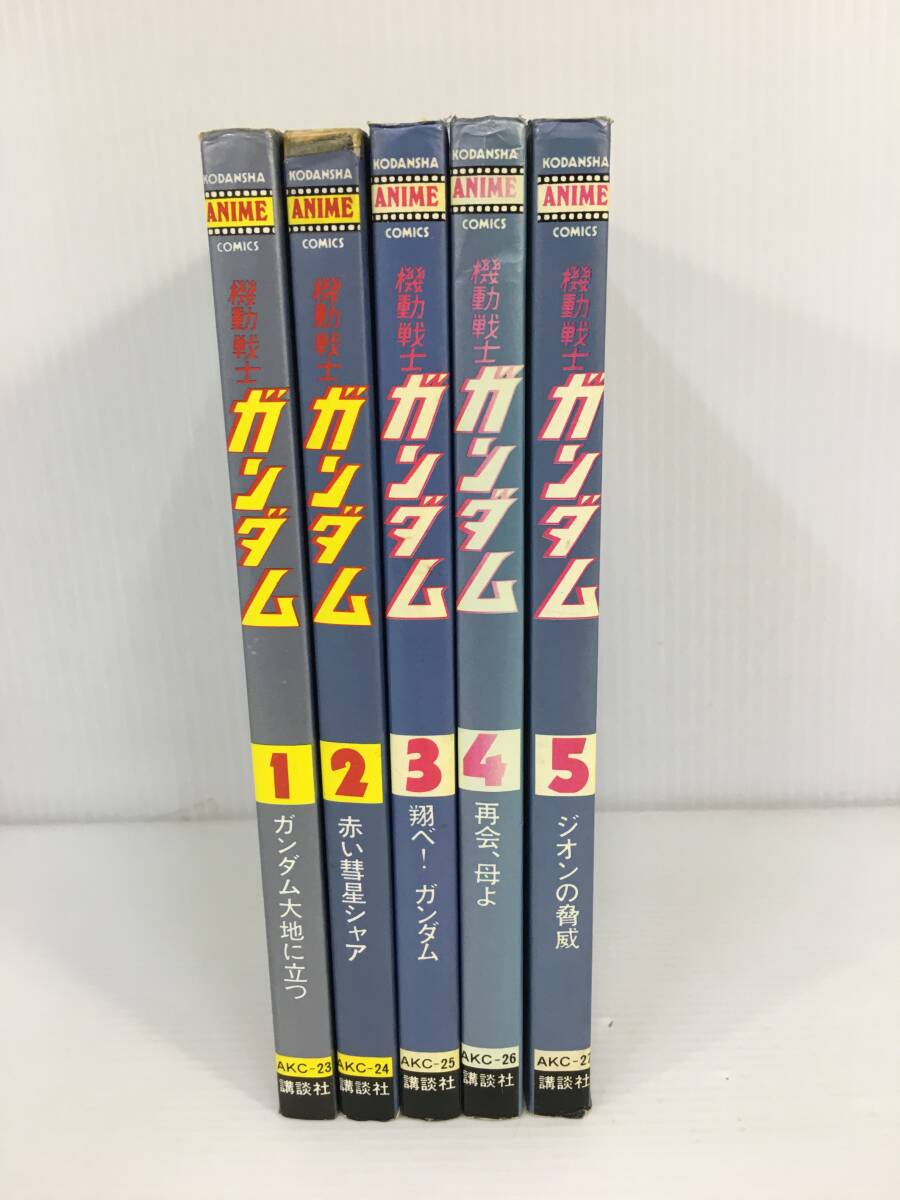 KODANSHA
ANIME
COMICS
機動戦士
ガンダム
1
ガンダム大地に立つ
AKC-23
講談社
KODANSHA
ANIME
COMICS
機動戦士
ガンダム
2
赤い彗星シャア
AKC-24
講談社
KODANSHA
ANIME
COMICS
機動戦士
ガンダム
3
翔べ! ガンダム
AKC-25
講談社
KODANSHA
ANIME
COMICS
機動戦士
ガンダム
4
再会、母よ
AKC-26
講談社
KODANSHA
ANIME
COMICS
機動戦士
ガンダム
5
ジオンの脅威
AKC-27
講談社